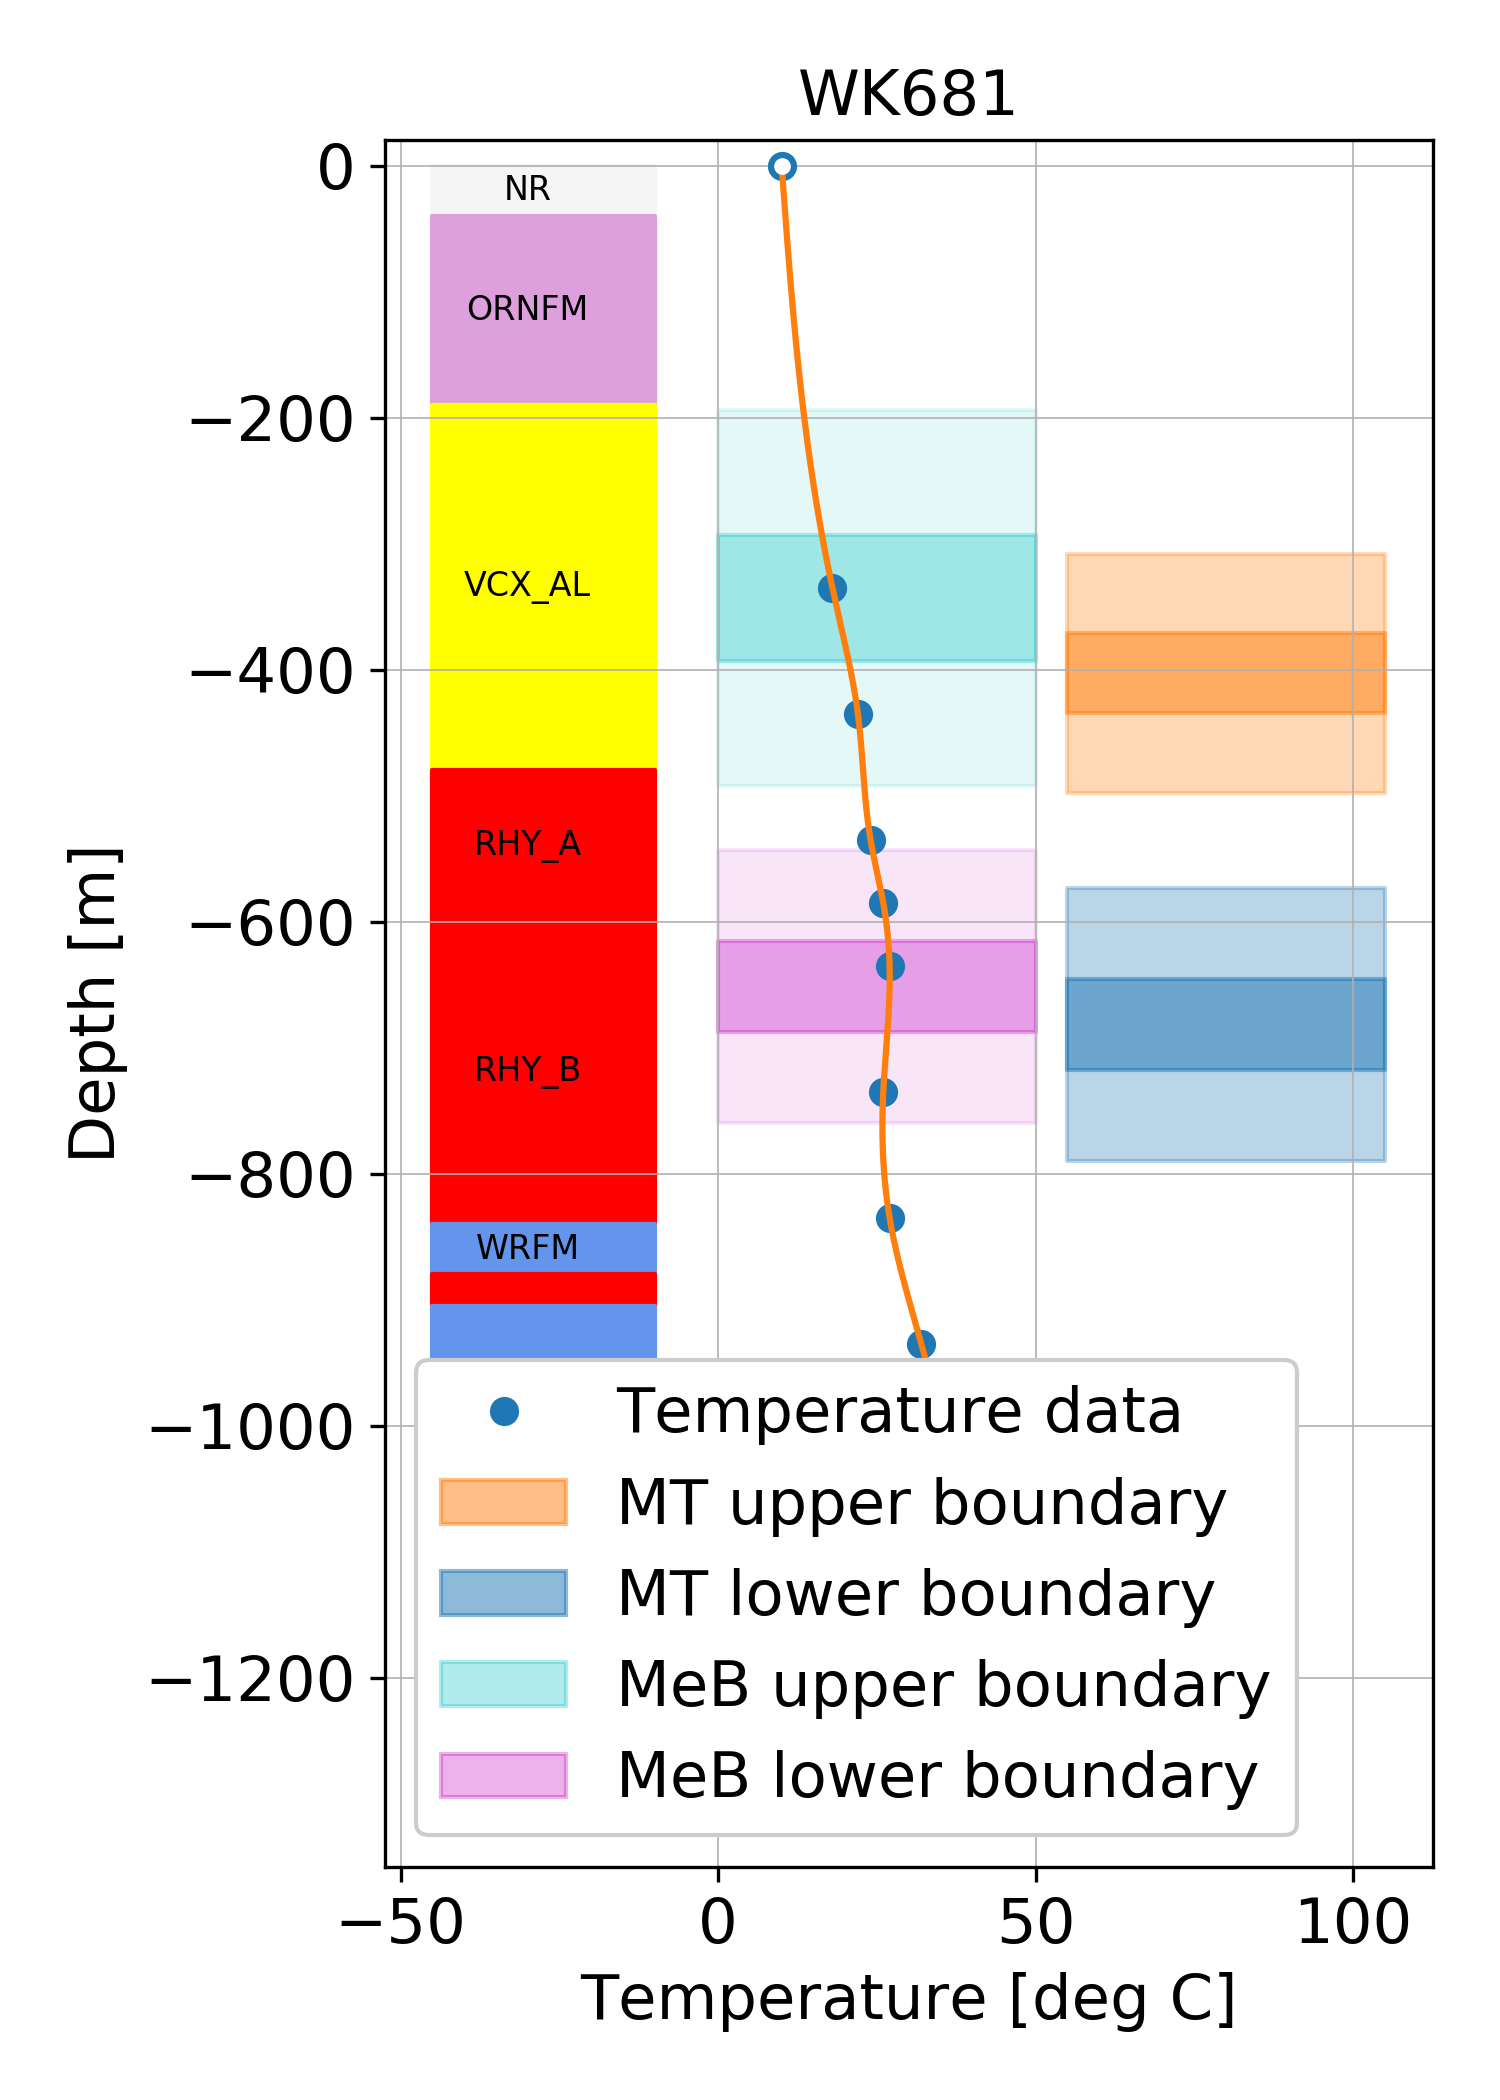 WK681
0
NR
ORNFM
−200
VCX_AL
−400
RHY_A
−600
RHY_B
−800
WRFM
−1000
−1200
Depth [m]
Temperature data
MT upper boundary
MT lower boundary
MeB upper boundary
MeB lower boundary
−50 0 50 100
Temperature [deg C]